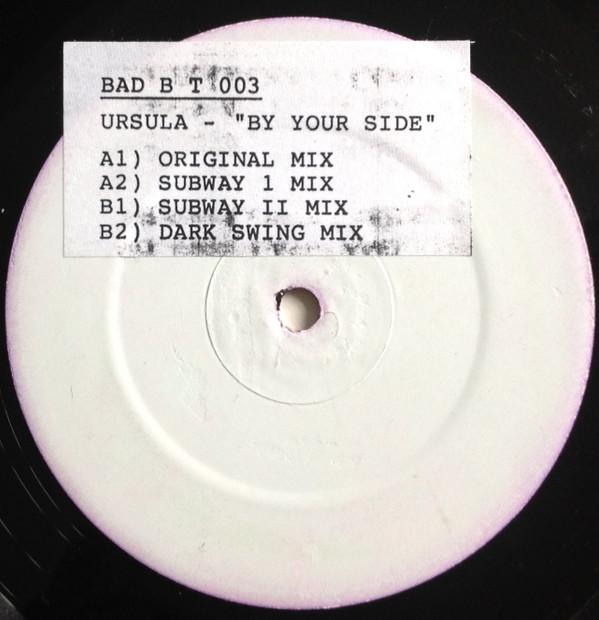 BAD B T 003
URSULA - "BY YOUR SIDE"
A1) ORIGINAL MIX
A2) SUBWAY 1 MIX
B1) SUBWAY II MIX
B2) DARK SWING MIX